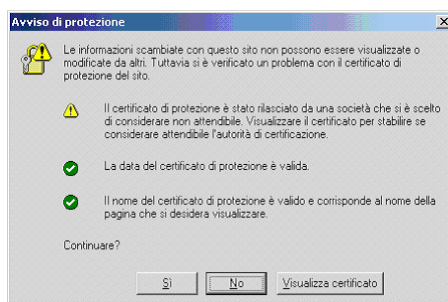 Avviso di protezione
Le informazioni scambiate con questo sito non possono essere visualizzate o
modificate da altri. Tuttavia si è verificato un problema con il certificato di
protezione del sito.
Il certificato di protezione è stato rilasciato da una società che si è scelto
di considerare non attendibile. Visualizzare il certificato per stabilire se
considerare attendibile l'autorità di certificazione.
La data del certificato di protezione è valida.
Il nome del certificato di protezione è valido e corrisponde al nome della
pagina che si desidera visualizzare.
Continuare?
Sì No Visualizza certificato